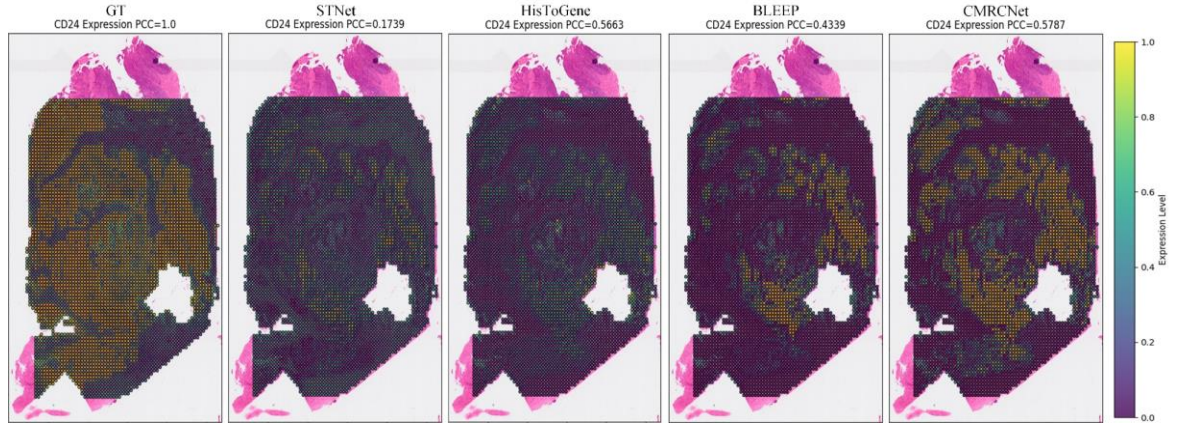 GT
CD24 Expression PCC=1.0
STNet
CD24 Expression PCC=0.1739
HisToGene
CD24 Expression PCC=0.5663
BLEEP
CD24 Expression PCC=0.4339
CMRCNet
CD24 Expression PCC=0.5787
1.0
0.8
0.6
0.4
0.2
0.0
Expression Level